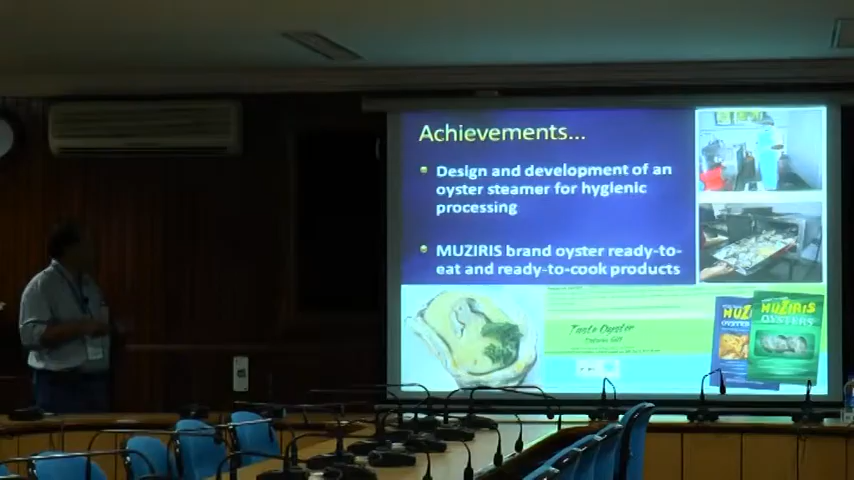 Achievements...
Design and development of an
oyster steamer for hygienic
processing
MUZIRIS brand oyster ready-to-
eat and ready-to-cook products
Taste Oyster
MUZIRIS
OYSTERS